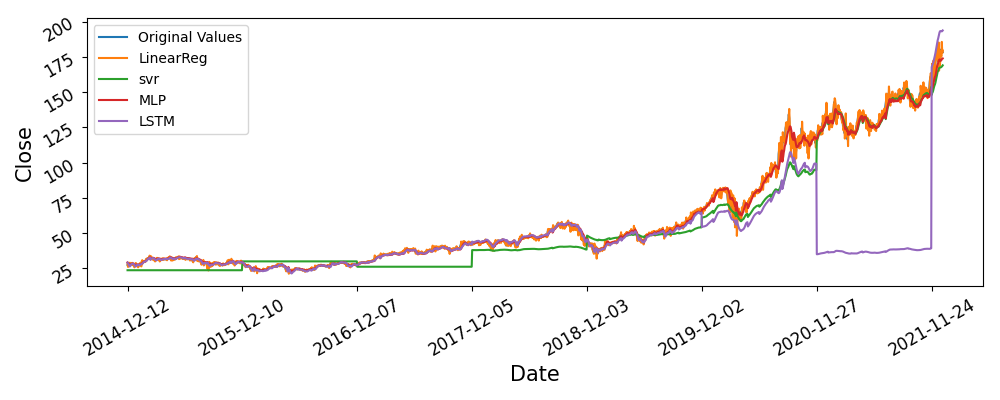 200
175
150
125
100
75
50
25
Close
Original Values
LinearReg
svr
MLP
LSTM
2014-12-12
2015-12-10
2016-12-07
2017-12-05
2018-12-03
2019-12-02
2020-11-27
2021-11-24
Date